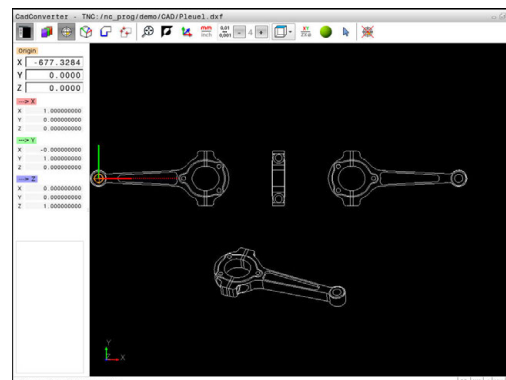 CadConverter - TNC:/nc_prog/demo/CAD/Pleuel.dxf
mm
inch
0.01
0.001
4
XY
ZXØ
Origin
X -677.3284
Y 0.0000
Z 0.0000
---> X
X 1.000000000
Y 0.000000000
Z 0.000000000
---> Y
X -0.000000000
Y 1.000000000
Z 0.000000000
---> Z
X 0.000000000
Y 0.000000000
Z 1.000000000
Y
Z
X